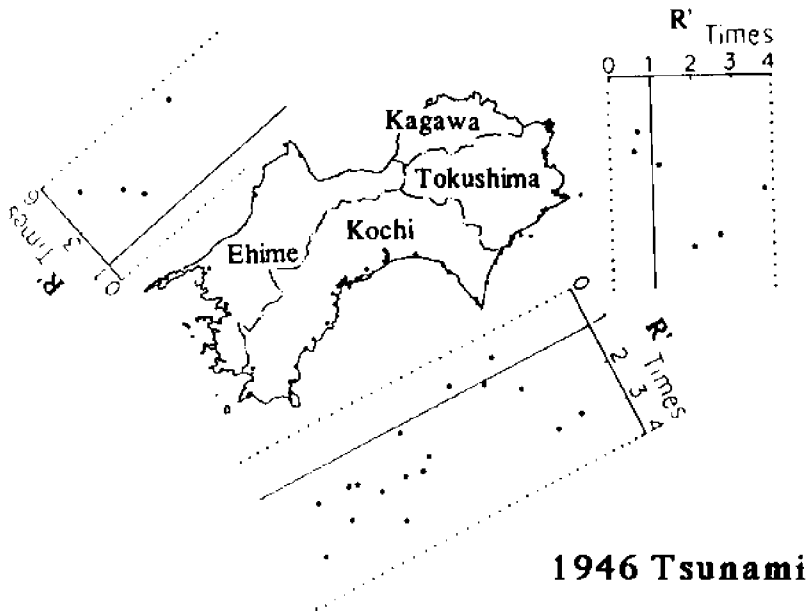 R' Times
0 1 2 3 4
Kagawa
Tokushima
Kochi
Ehime
6 3 1 0
R' Times
0 1 2 3 4
R' Times
1946 Tsunami